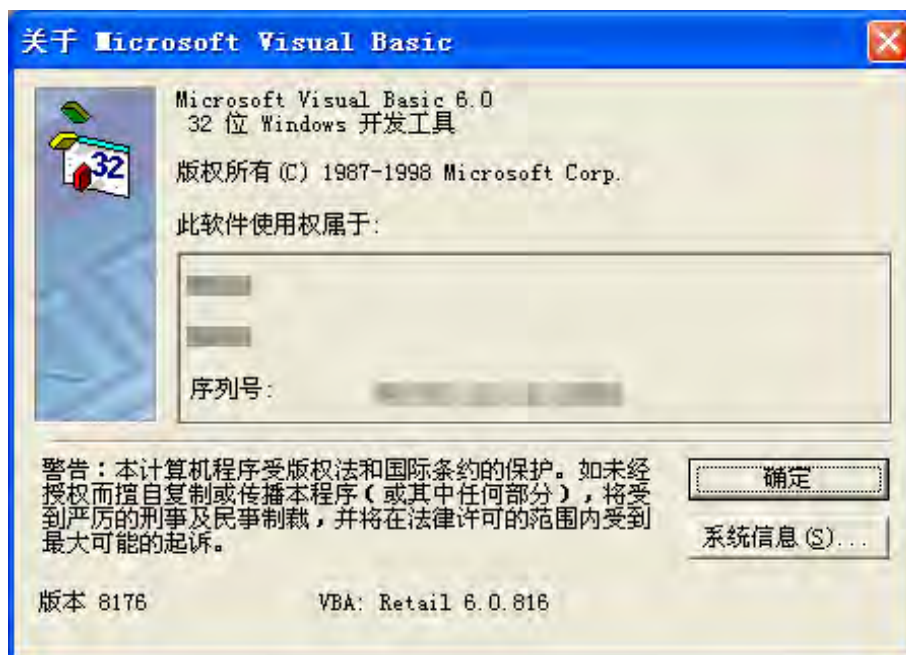 关于 Microsoft Visual Basic
32
Microsoft Visual Basic 6.0
32 位 Windows 开发工具
版权所有(C) 1987-1998 Microsoft Corp.
此软件使用权属于:
序列号:
警告：本计算机程序受版权法和国际条约的保护。如未经
授权而擅自复制或传播本程序（或其中任何部分），将受
到严厉的刑事及民事制裁，并将在法律许可的范围内受到
最大可能的起诉。
确定
系统信息(S)...
版本 8176 VBA: Retail 6.0.816